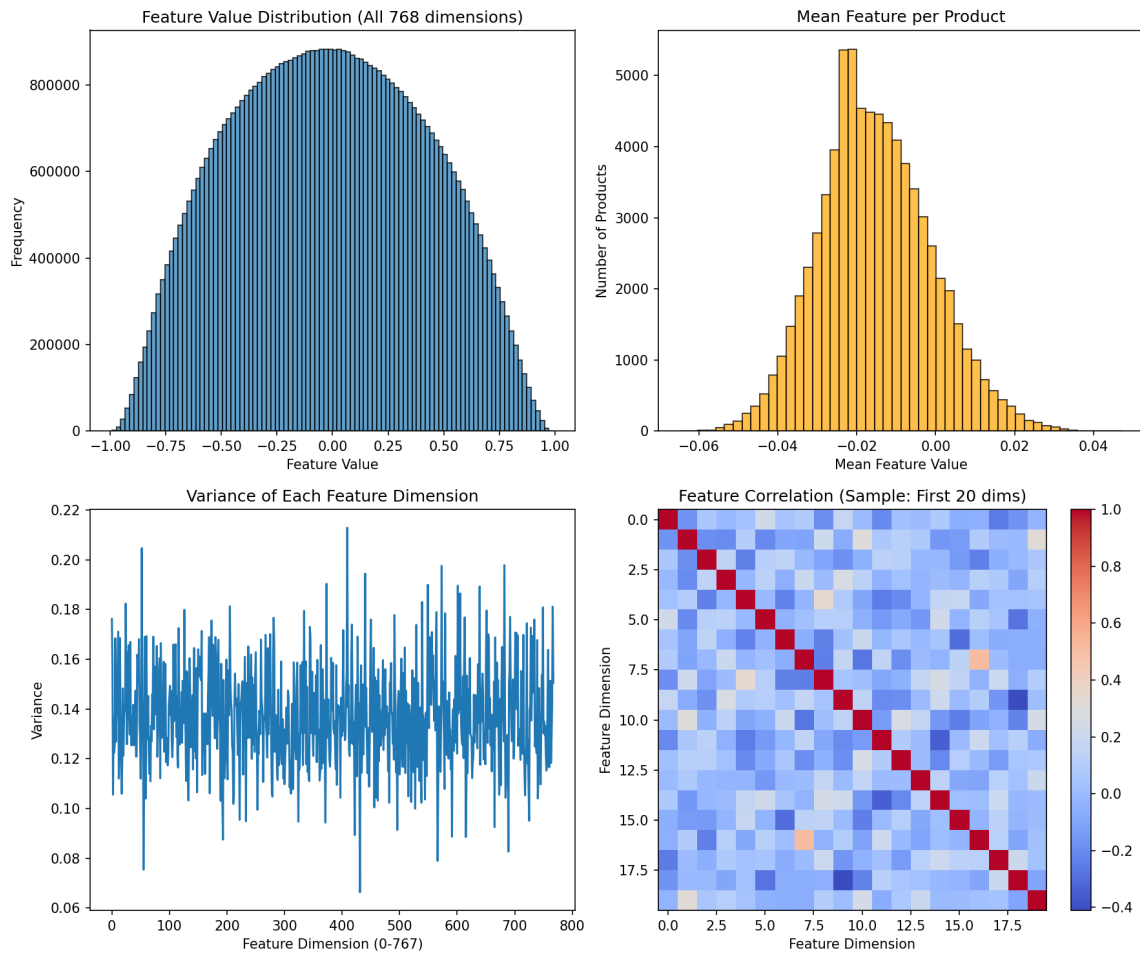 Feature Value Distribution (All 768 dimensions)
Frequency
800000
600000
400000
200000
0
−1.00 −0.75 −0.50 −0.25 0.00 0.25 0.50 0.75 1.00
Feature Value
Mean Feature per Product
Number of Products
5000
4000
3000
2000
1000
0
−0.06 −0.04 −0.02 0.00 0.02 0.04
Mean Feature Value
Variance of Each Feature Dimension
Variance
0.22
0.20
0.18
0.16
0.14
0.12
0.10
0.08
0.06
0 100 200 300 400 500 600 700 800
Feature Dimension (0-767)
Feature Correlation (Sample: First 20 dims)
Feature Dimension
0.0
2.5
5.0
7.5
10.0
12.5
15.0
17.5
0.0 2.5 5.0 7.5 10.0 12.5 15.0 17.5
Feature Dimension
1.0
0.8
0.6
0.4
0.2
0.0
−0.2
−0.4